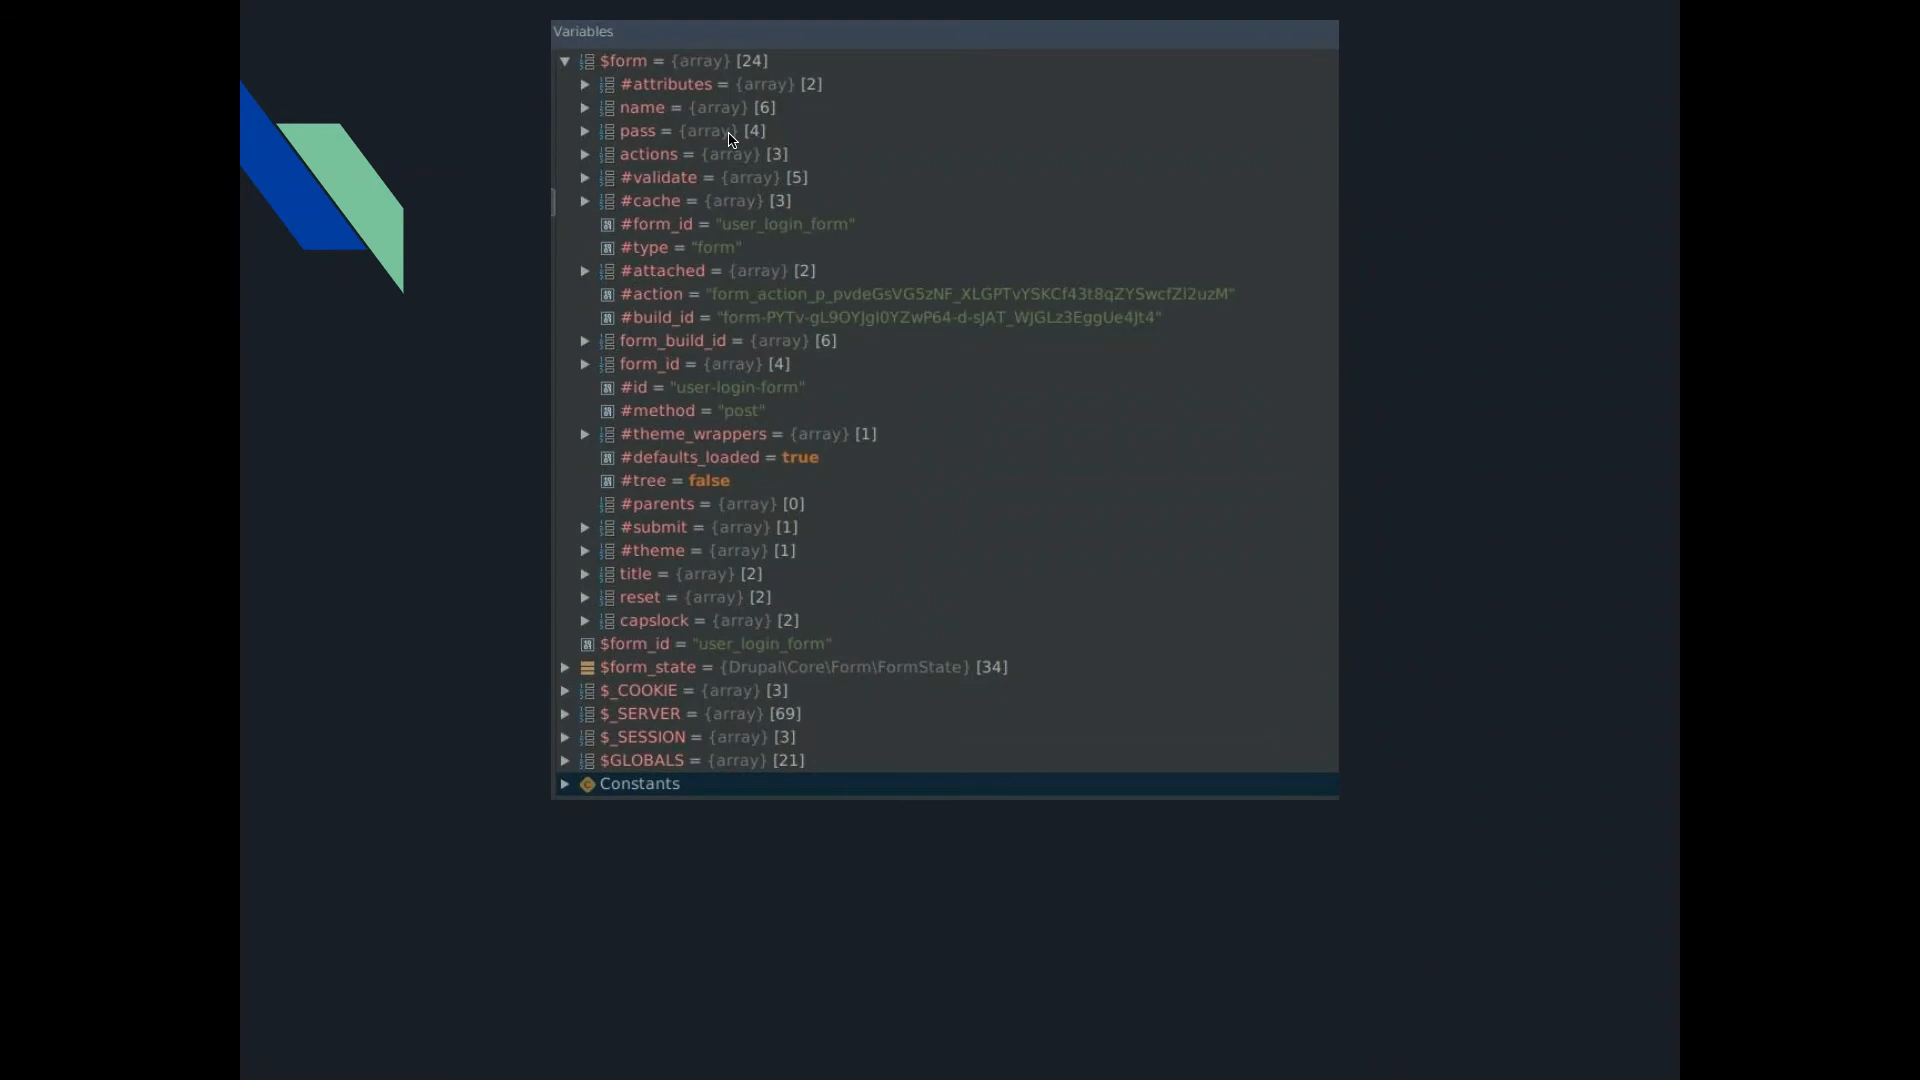 Variables
$form = {array} [24]
#attributes = {array} [2]
name = {array} [6]
pass = {array} [4]
actions = {array} [3]
#validate = {array} [5]
#cache = {array} [3]
#form_id = "user_login_form"
#type = "form"
#attached = {array} [2]
#action = "form_action_p_pvdeGsVG5zNF_XLGPTvYSKCf43t8qZYSwcfZl2uzM"
#build_id = "form-PYTv-gL9OYJgl0YZwP64-d-sJAT_WJGLz3EggUe4Jt4"
form_build_id = {array} [6]
form_id = {array} [4]
#id = "user-login-form"
#method = "post"
#theme_wrappers = {array} [1]
#defaults_loaded = true
#tree = false
#parents = {array} [0]
#submit = {array} [1]
#theme = {array} [1]
title = {array} [2]
reset = {array} [2]
capslock = {array} [2]
$form_id = "user_login_form"
$form_state = {Drupal\Core\Form\FormState} [34]
$_COOKIE = {array} [3]
$_SERVER = {array} [69]
$_SESSION = {array} [3]
$GLOBALS = {array} [21]
Constants